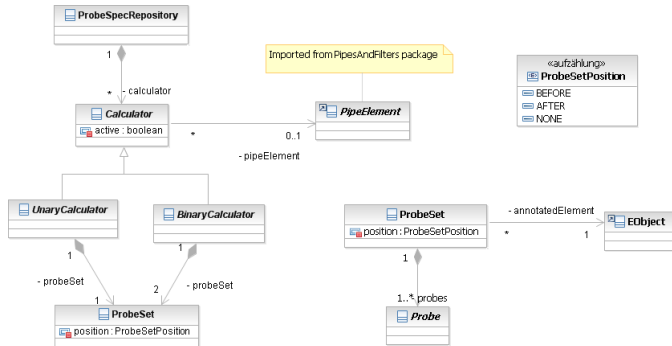 ProbeSpecRepository
1
*
- calculator
Imported from PipesAndFilters package
«aufzählung»
ProbeSetPosition
BEFORE
AFTER
NONE
Calculator
active : boolean
*
0..1
- pipeElement
PipeElement
UnaryCalculator
BinaryCalculator
1
1
- probeSet
- probeSet
1
2
ProbeSet
position : ProbeSetPosition
ProbeSet
position : ProbeSetPosition
- annotatedElement
*
1
EObject
1
1..*
- probes
Probe